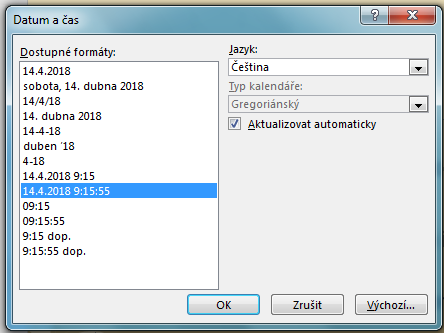 Datum a čas
Dostupné formáty:
14.4.2018
sobota, 14. dubna 2018
14/4/18
14. dubna 2018
14-4-18
duben '18
4-18
14.4.2018 9:15
14.4.2018 9:15:55
09:15
09:15:55
9:15 dop.
9:15:55 dop.
Jazyk:
Čeština
Typ kalendáře:
Gregoriánský
Aktualizovat automaticky
OK
Zrušit
Výchozí...